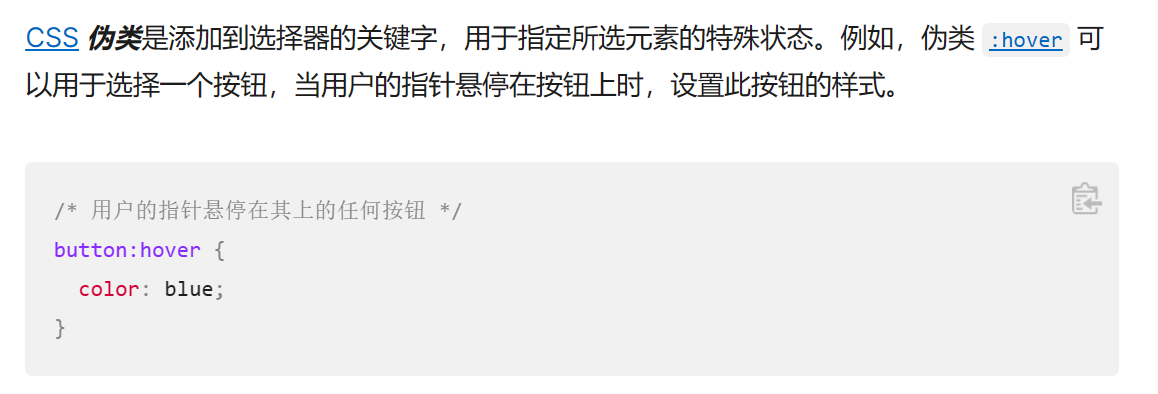 CSS 伪类是添加到选择器的关键字，用于指定所选元素的特殊状态。例如，伪类 :hover 可
以用于选择一个按钮，当用户的指针悬停在按钮上时，设置此按钮的样式。
/* 用户的指针悬停在其上的任何按钮 */
button:hover {
  color: blue;
}